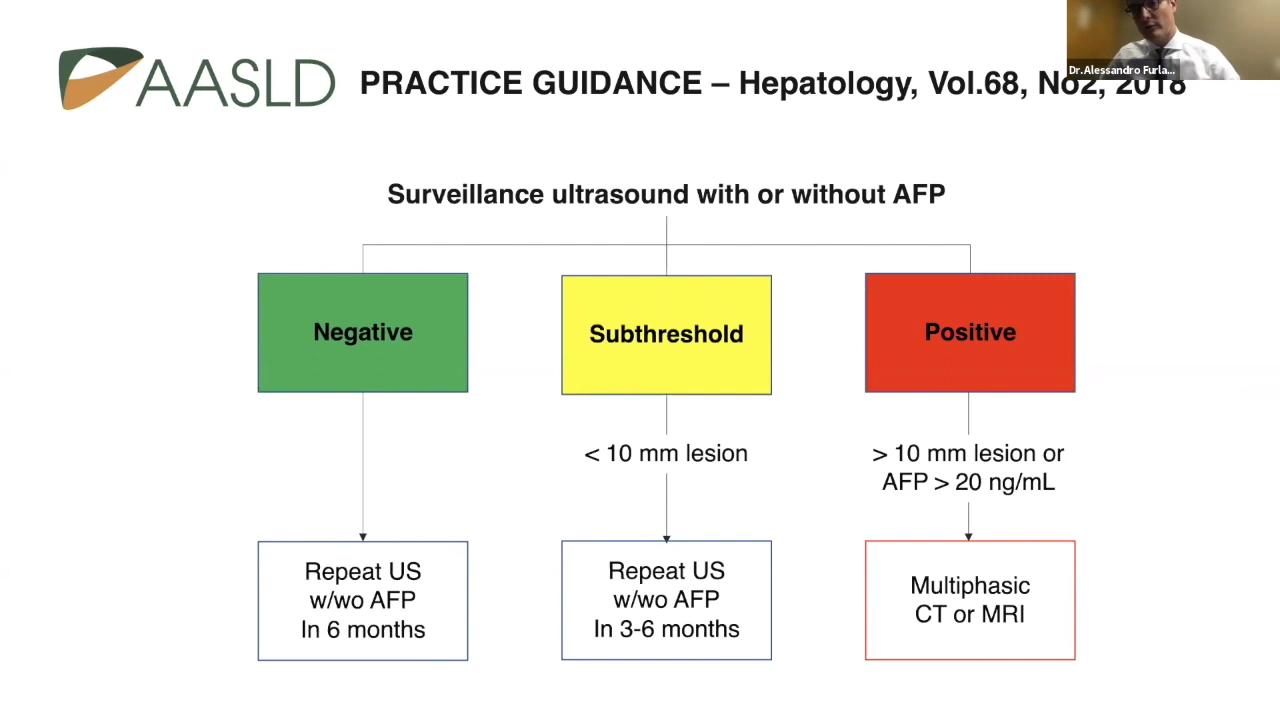 AASLD
PRACTICE GUIDANCE – Hepatology, Vol.68, No2, 2018
Dr.Alessandro Furla...
Surveillance ultrasound with or without AFP
Negative
Subthreshold
Positive
< 10 mm lesion
> 10 mm lesion or
AFP > 20 ng/mL
Repeat US
w/wo AFP
In 6 months
Repeat US
w/wo AFP
In 3-6 months
Multiphasic
CT or MRI